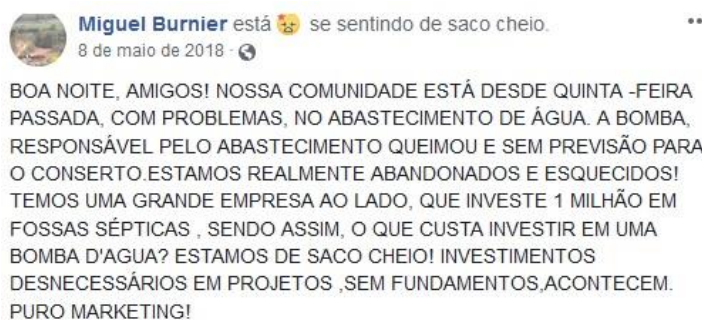 Miguel Burnier está se sentindo de saco cheio.
8 de maio de 2018 ·
BOA NOITE, AMIGOS! NOSSA COMUNIDADE ESTÁ DESDE QUINTA -FEIRA
PASSADA, COM PROBLEMAS, NO ABASTECIMENTO DE ÁGUA. A BOMBA,
RESPONSÁVEL PELO ABASTECIMENTO QUEIMOU E SEM PREVISÃO PARA
O CONSERTO.ESTAMOS REALMENTE ABANDONADOS E ESQUECIDOS!
TEMOS UMA GRANDE EMPRESA AO LADO, QUE INVESTE 1 MILHÃO EM
FOSSAS SÉPTICAS , SENDO ASSIM, O QUE CUSTA INVESTIR EM UMA
BOMBA D'AGUA? ESTAMOS DE SACO CHEIO! INVESTIMENTOS
DESNECESSÁRIOS EM PROJETOS ,SEM FUNDAMENTOS,ACONTECEM.
PURO MARKETING!